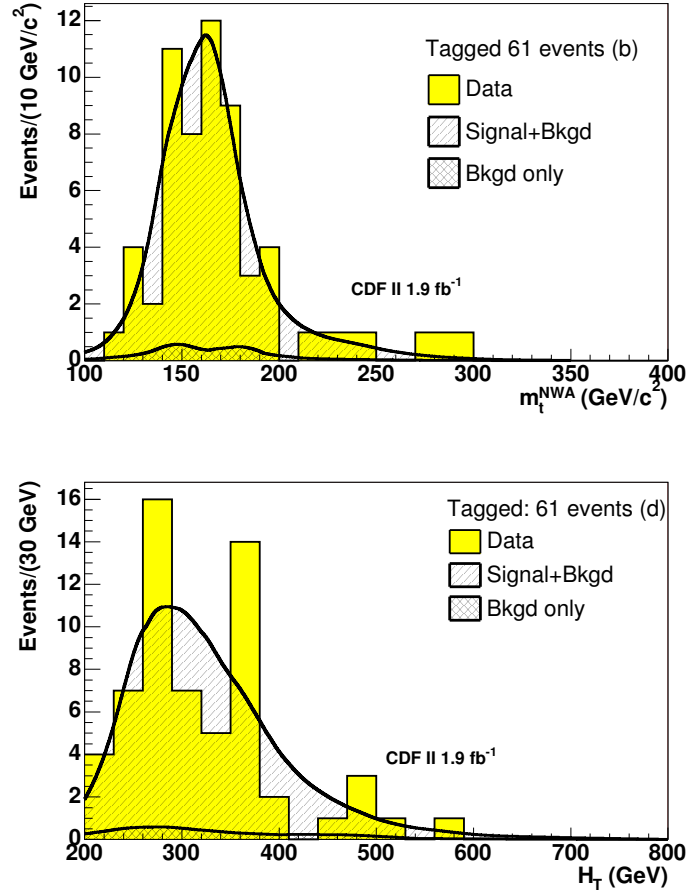 12
10
8
6
4
2
0
Events/(10 GeV/c²)
Tagged 61 events (b)
Data
Signal+Bkgd
Bkgd only
CDF II 1.9 fb⁻¹
100 150 200 250 300 350 400
m_t^NWA (GeV/c²)
16
14
12
10
8
6
4
2
0
Events/(30 GeV)
Tagged: 61 events (d)
Data
Signal+Bkgd
Bkgd only
CDF II 1.9 fb⁻¹
200 300 400 500 600 700 800
H_T (GeV)